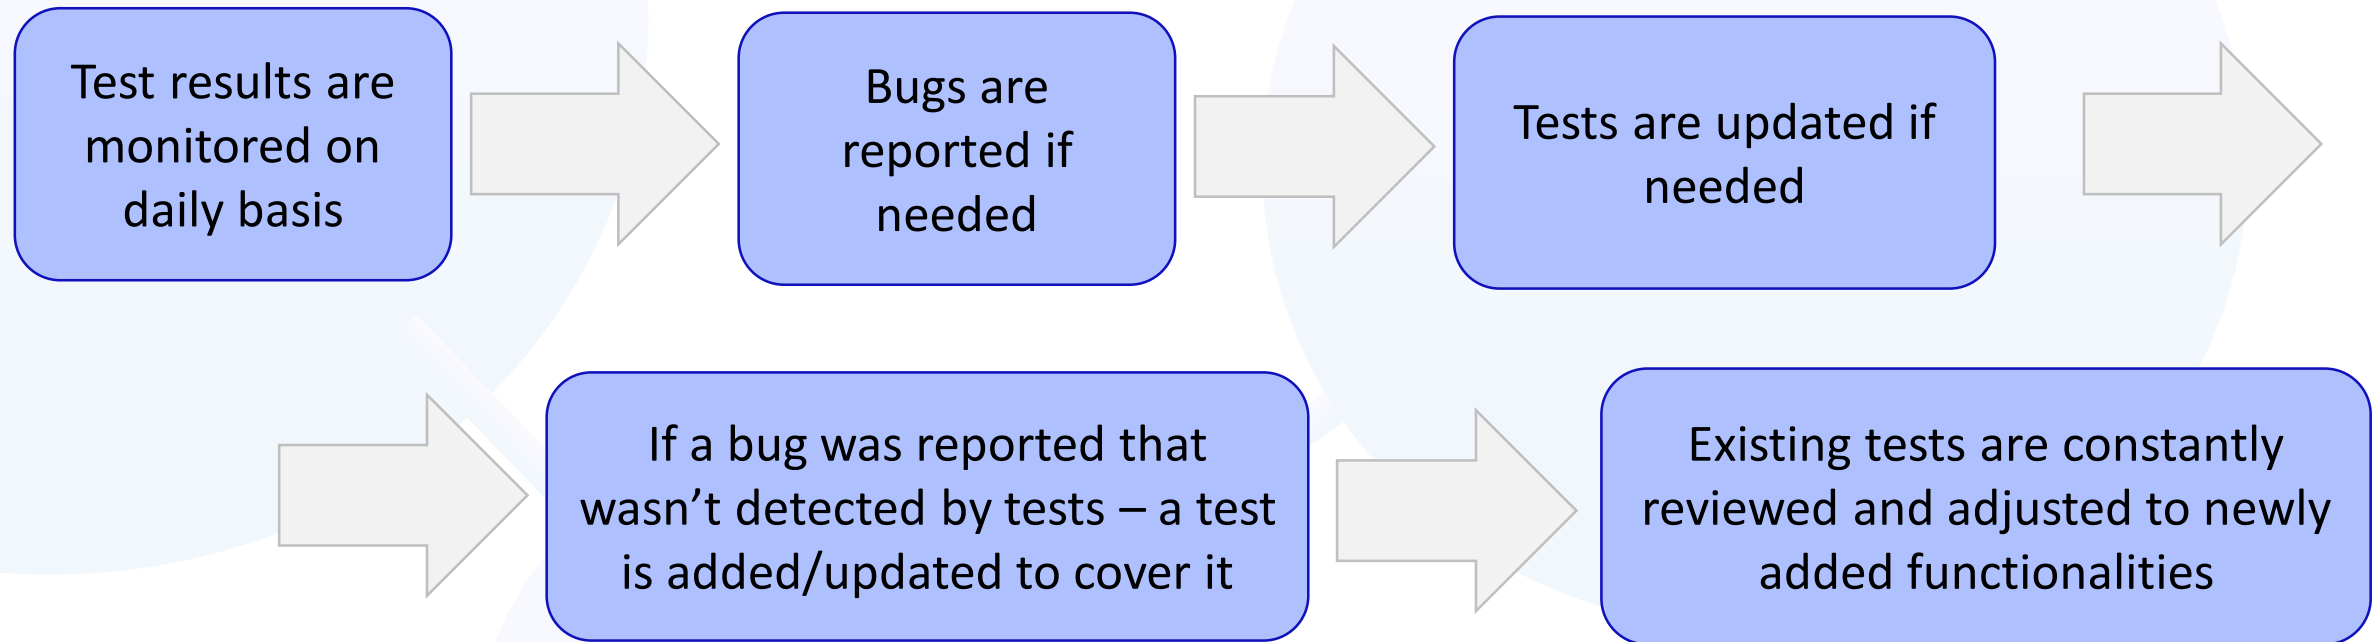 Test results are
monitored on
daily basis
Bugs are
reported if
needed
Tests are updated if
needed
If a bug was reported that
wasn’t detected by tests – a test
is added/updated to cover it
Existing tests are constantly
reviewed and adjusted to newly
added functionalities